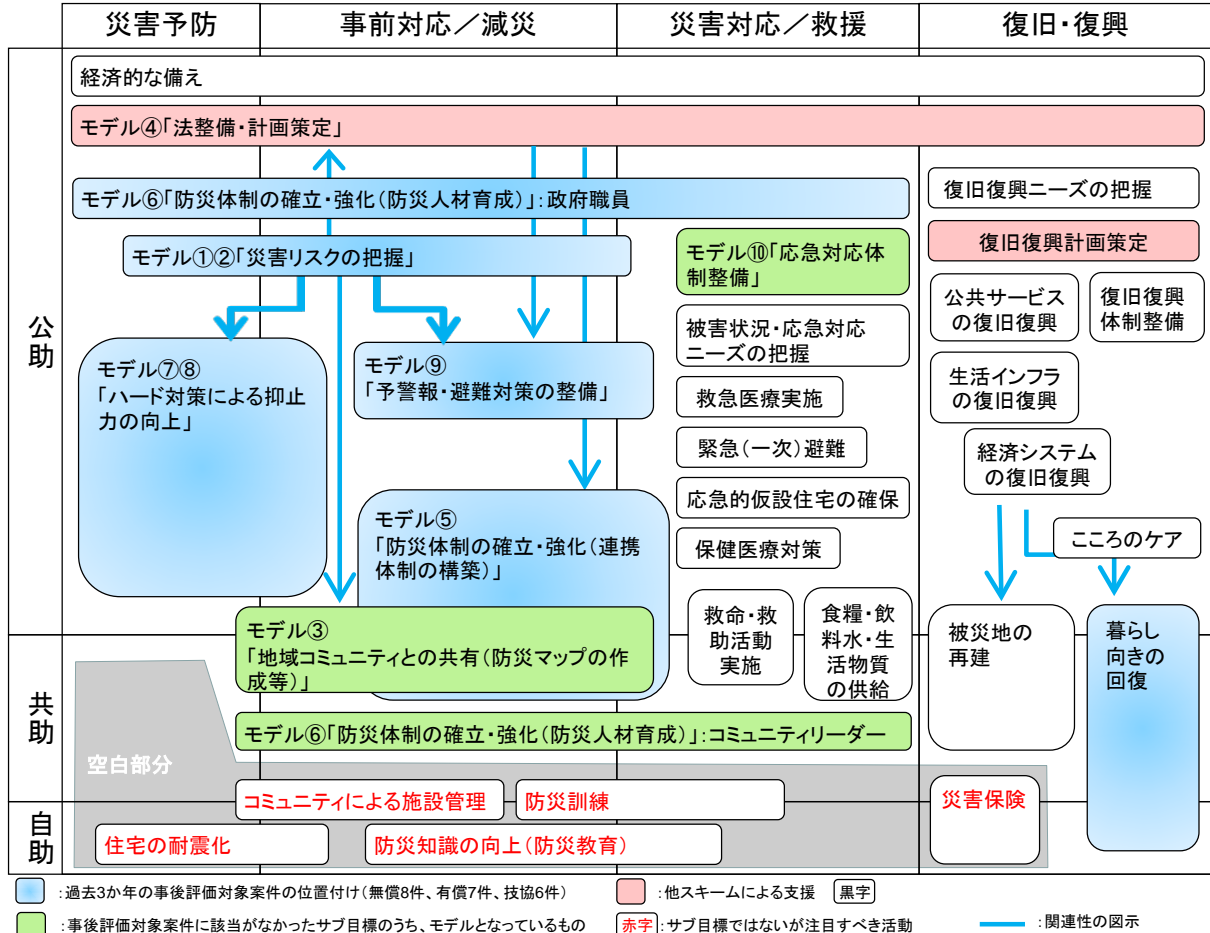 災害予防
事前対応／減災
災害対応／救援
復旧・復興
公助
共助
自助
経済的な備え
モデル④「法整備・計画策定」
モデル⑥「防災体制の確立・強化（防災人材育成）」：政府職員
モデル①②「災害リスクの把握」
モデル⑦⑧
「ハード対策による抑止
力の向上」
モデル⑨
「予警報・避難対策の整備」
モデル⑤
「防災体制の確立・強化（連携
体制の構築）」
モデル③
「地域コミュニティとの共有（防災マップの作
成等）」
モデル⑥「防災体制の確立・強化（防災人材育成）」：コミュニティリーダー
モデル⑩「応急対応体
制整備」
被害状況・応急対応
ニーズの把握
救急医療実施
緊急（一次）避難
応急的仮設住宅の確保
保健医療対策
救命・救
助活動
実施
食糧・飲
料水・生
活物質
の供給
復旧復興ニーズの把握
復旧復興計画策定
公共サービス
の復旧復興
復旧復興
体制整備
生活インフラ
の復旧復興
経済システム
の復旧復興
こころのケア
被災地の
再建
暮らし
向きの
回復
空白部分
コミュニティによる施設管理
防災訓練
災害保険
住宅の耐震化
防災知識の向上（防災教育）
：過去3か年の事後評価対象案件の位置付け（無償8件、有償7件、技協6件）
：他スキームによる支援
黒字
：事後評価対象案件に該当がなかったサブ目標のうち、モデルとなっているもの
赤字：サブ目標ではないが注目すべき活動
：関連性の図示